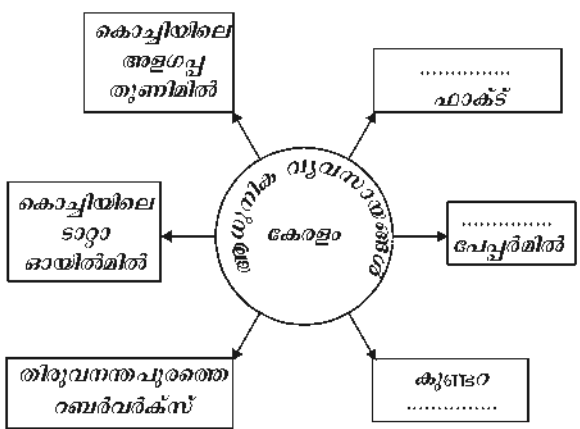 കൊച്ചിയിലെ
അളഗപ്പ
തുണിമിൽ
...............
ഫാക്ട്
കൊച്ചിയിലെ
ടാറ്റാ
ഓയിൽമിൽ
ആധുനിക വ്യവസായങ്ങൾ
കേരളം
...............
പേപ്പർമിൽ
തിരുവനന്തപുരത്തെ
റബർവർക്സ്
കുണ്ടറ
...............